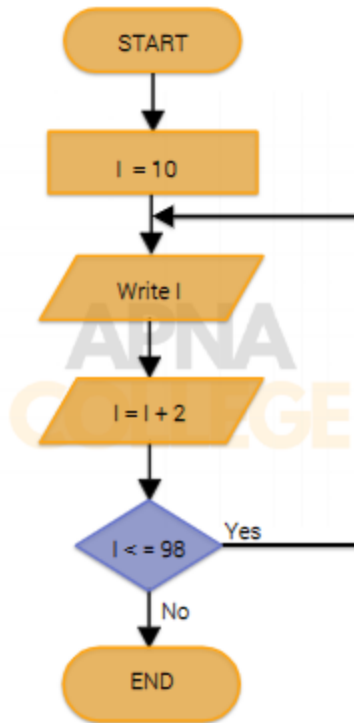 START
I = 10
Write I
APNA
COLLEGE
I = I + 2
I < = 98
Yes
No
END